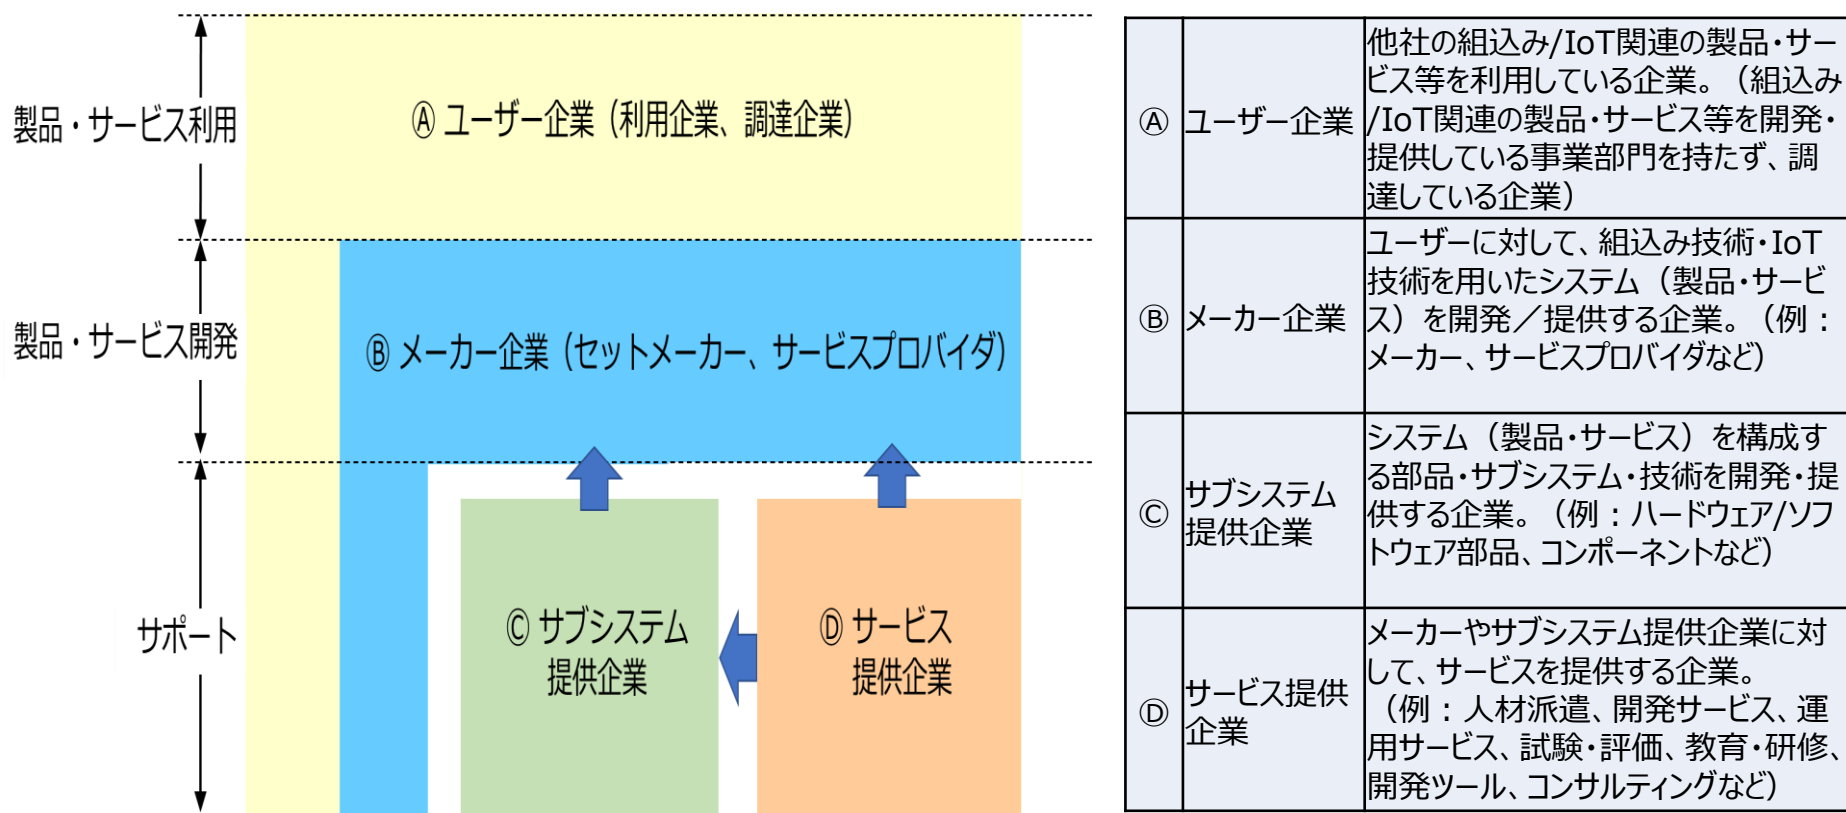 製品・サービス利用
Ⓐ ユーザー企業（利用企業、調達企業）
製品・サービス開発
Ⓑ メーカー企業（セットメーカー、サービスプロバイダ）
サポート
Ⓒ サブシステム
提供企業
Ⓓ サービス
提供企業
Ⓐ
ユーザー企業
他社の組込み/IoT関連の製品・サー
ビス等を利用している企業。（組込み
/IoT関連の製品・サービス等を開発・
提供している事業部門を持たず、調
達している企業）
Ⓑ
メーカー企業
ユーザーに対して、組込み技術・IoT
技術を用いたシステム（製品・サービ
ス）を開発／提供する企業。（例：
メーカー、サービスプロバイダなど）
Ⓒ
サブシステム
提供企業
システム（製品・サービス）を構成す
る部品・サブシステム・技術を開発・提
供する企業。（例：ハードウェア/ソフ
トウェア部品、コンポーネントなど）
Ⓓ
サービス提供
企業
メーカーやサブシステム提供企業に対
して、サービスを提供する企業。
（例：人材派遣、開発サービス、運
用サービス、試験・評価、教育・研修、
開発ツール、コンサルティングなど）